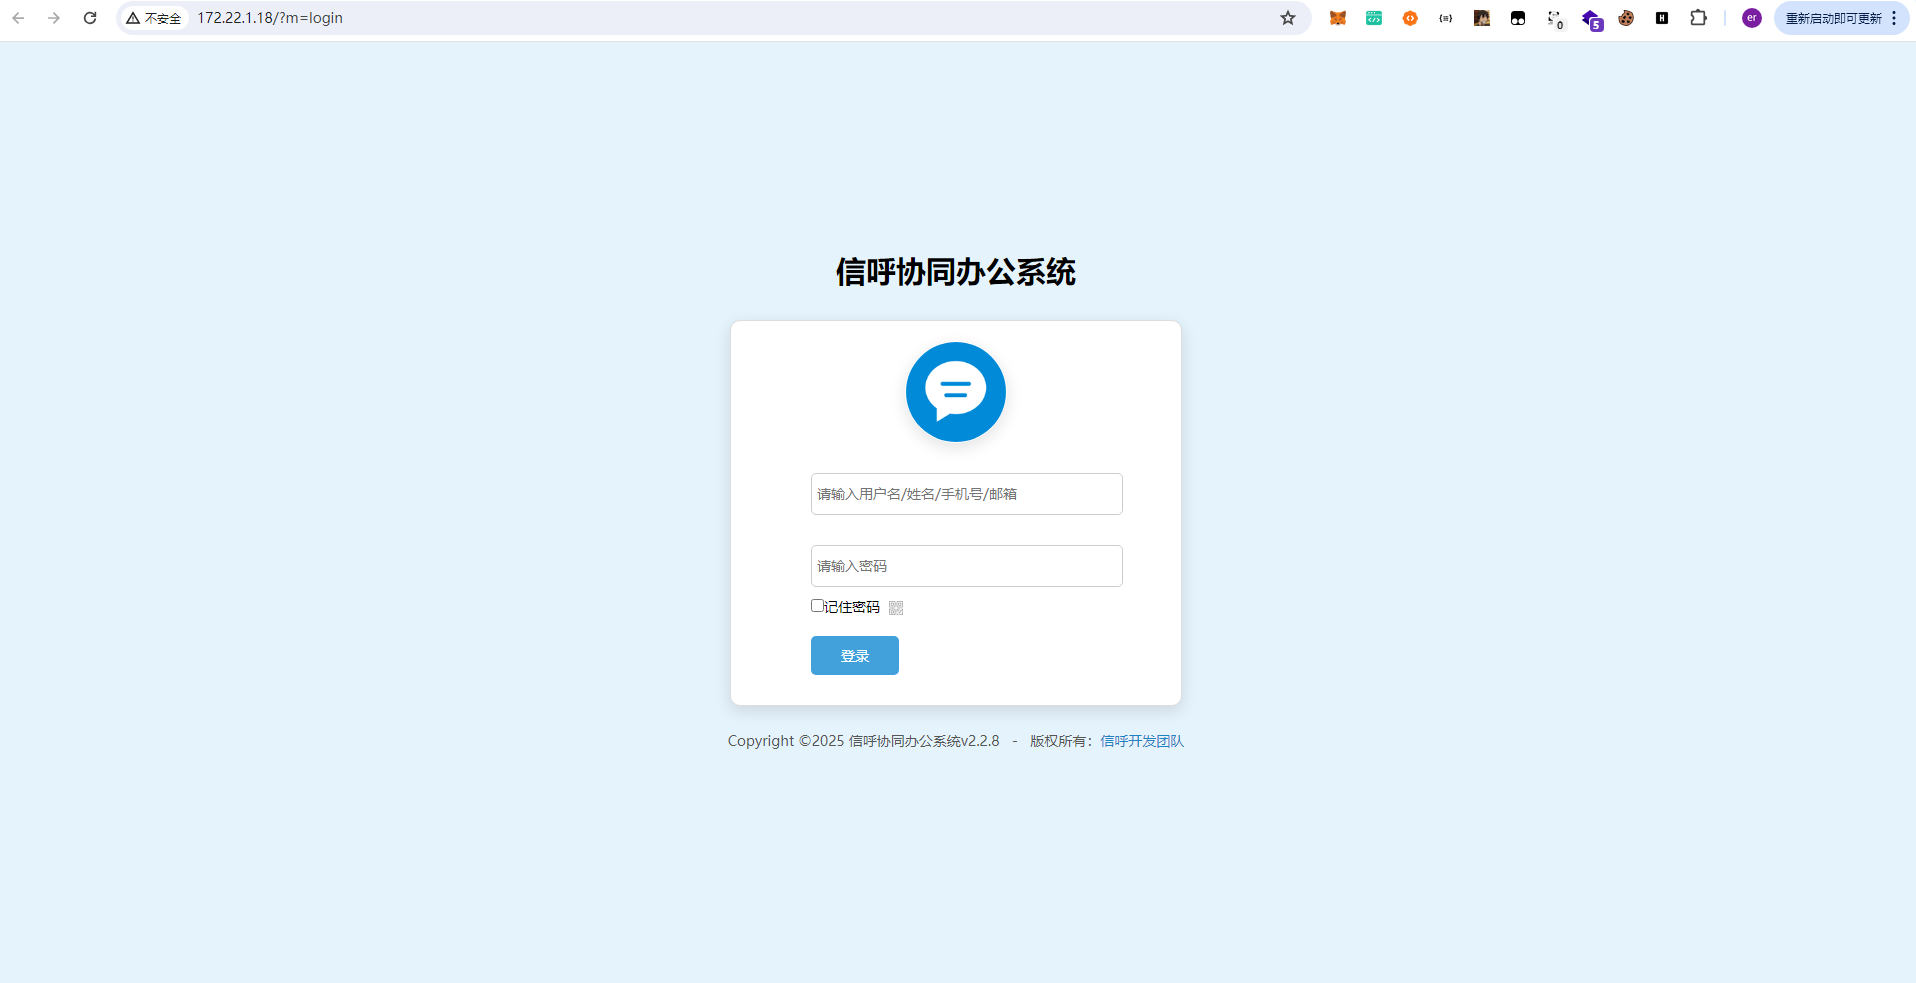 不安全 172.22.1.18/?m=login
0
5
H
er
重新启动即可更新
信呼协同办公系统
请输入用户名/姓名/手机号/邮箱
请输入密码
记住密码
登录
Copyright ©2025 信呼协同办公系统v2.2.8 - 版权所有：信呼开发团队